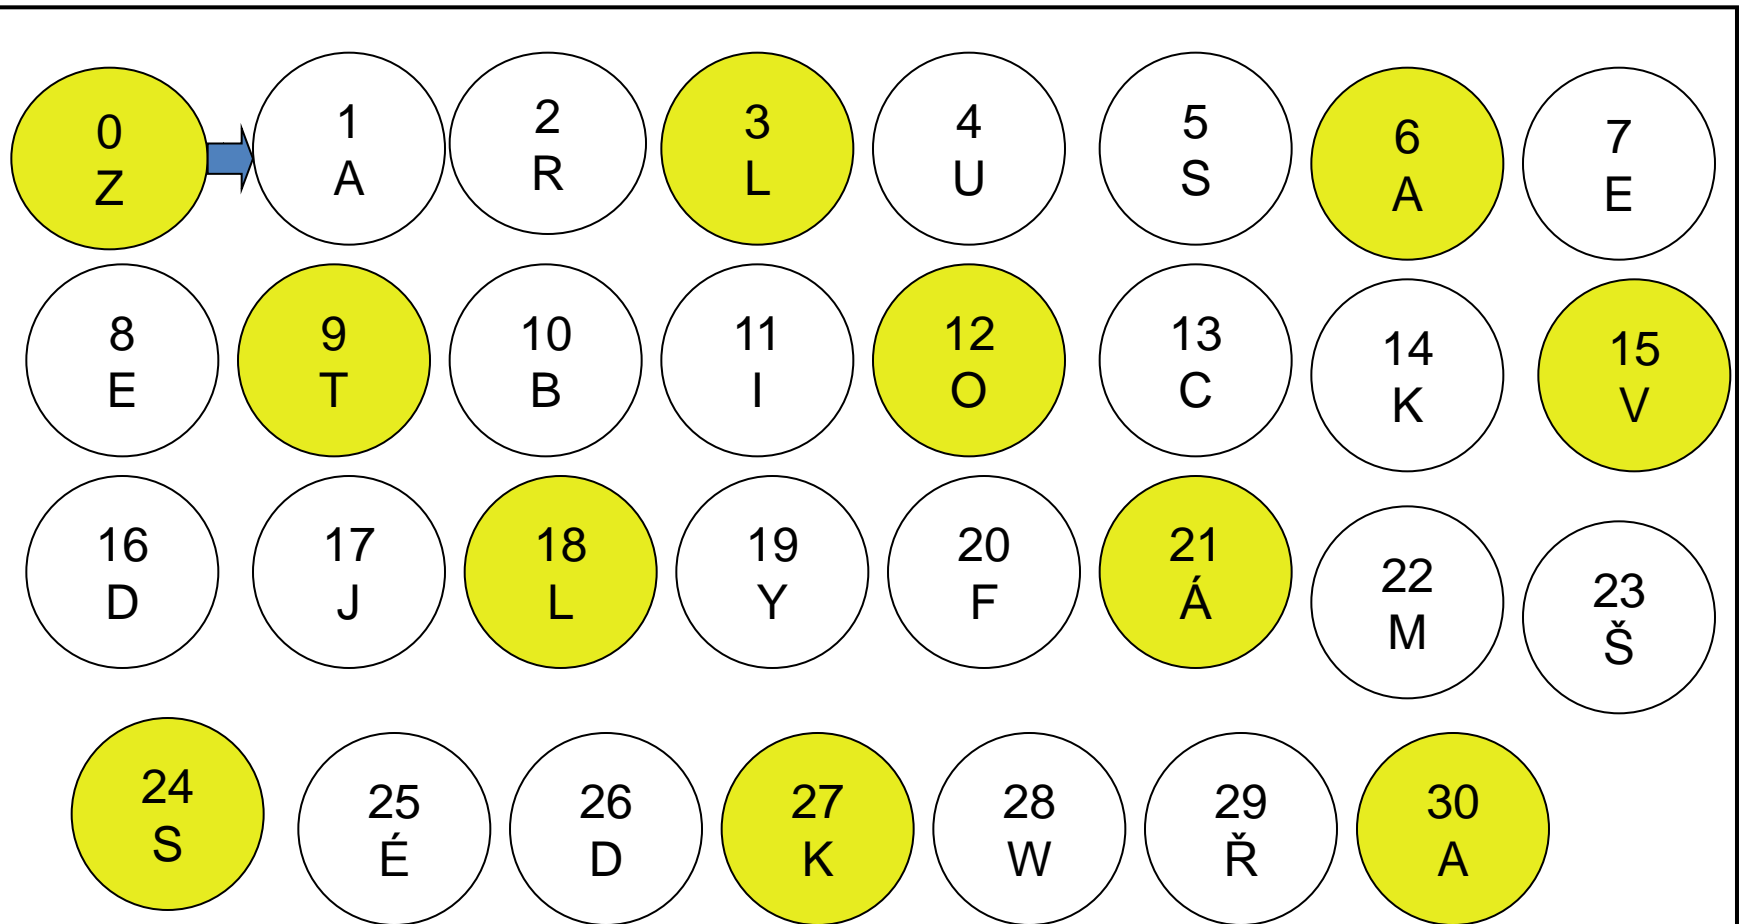 0 1 2 3 4 5 6 7
Z A R L U S A E
8 9 10 11 12 13 14 15
E T B I O C K V
16 17 18 19 20 21 22 23
D J L Y F Á M Š
24 25 26 27 28 29 30
S É D K W Ř A